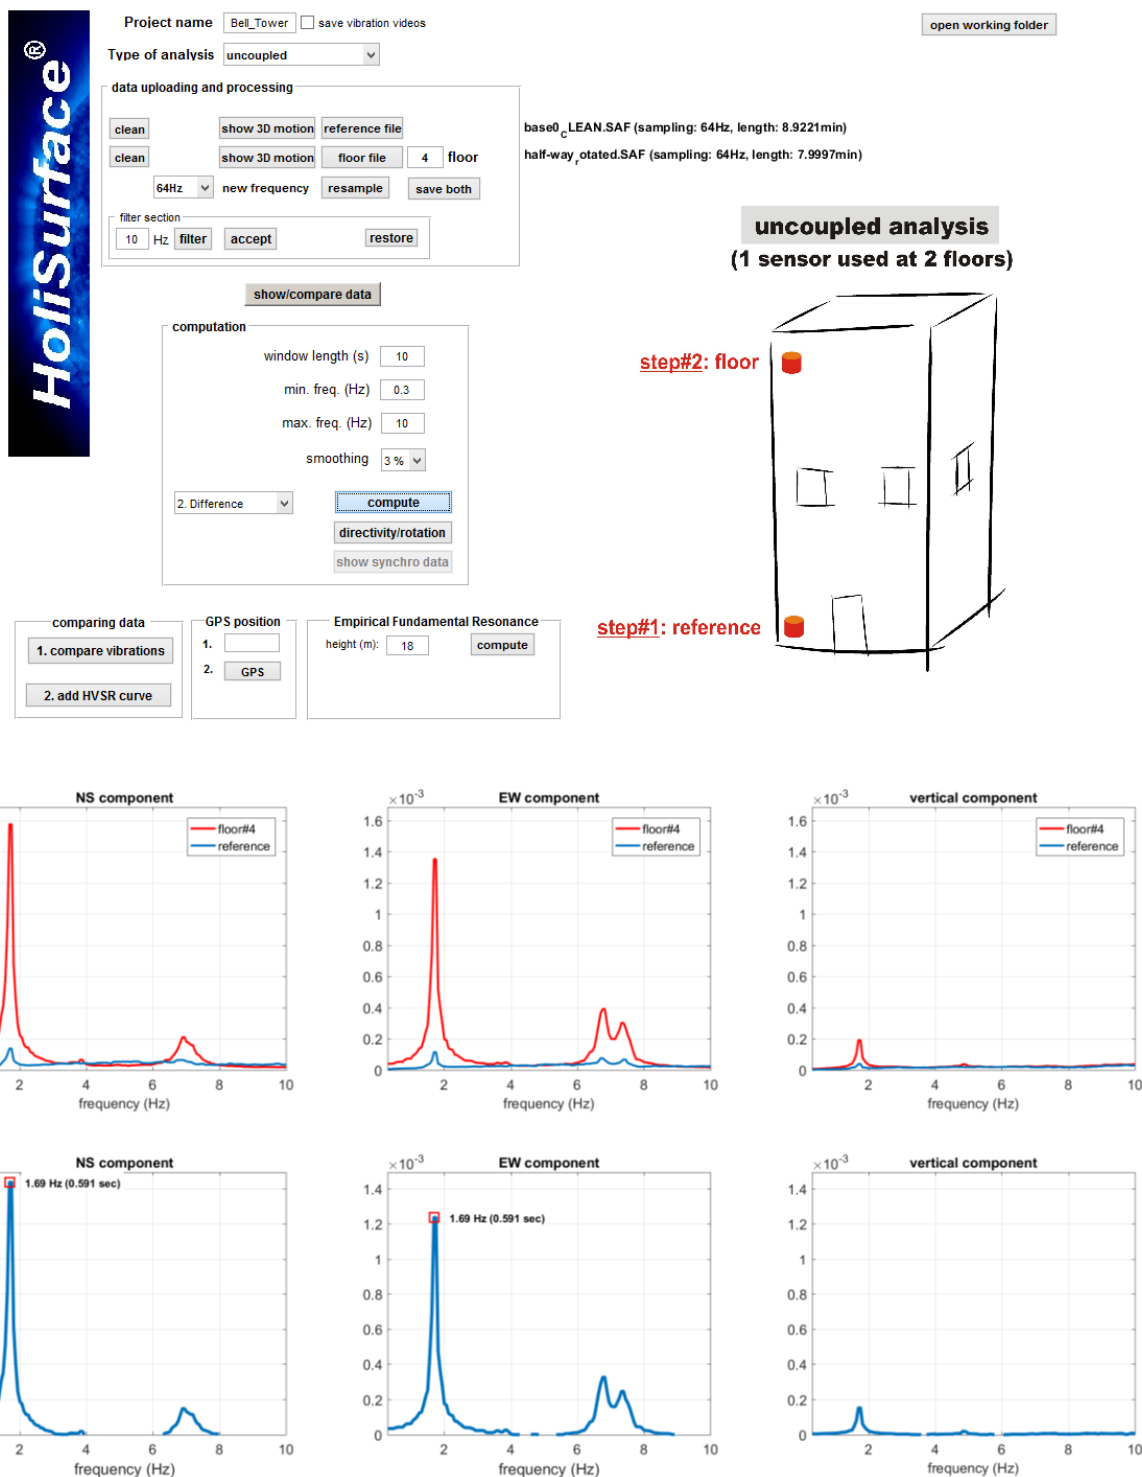 HoliSurface®
Project name Bell_Tower save vibration videos
open working folder
Type of analysis uncoupled
data uploading and processing
clean show 3D motion reference file
base0CLEAN.SAF (sampling: 64Hz, length: 8.9221min)
clean show 3D motion floor file 4 floor
half-wayrotated.SAF (sampling: 64Hz, length: 7.9997min)
64Hz new frequency resample save both
filter section
10 Hz filter accept restore
uncoupled analysis
(1 sensor used at 2 floors)
show/compare data
computation
window length (s) 10
min. freq. (Hz) 0.3
max. freq. (Hz) 10
smoothing 3 %
2. Difference compute
directivity/rotation
show synchro data
step#2: floor
step#1: reference
comparing data
1. compare vibrations
2. add HVSR curve
GPS position
1.
2. GPS
Empirical Fundamental Resonance
height (m): 18 compute
NS component
floor#4
reference
2 4 6 8 10
frequency (Hz)
×10-3
EW component
floor#4
reference
1.6
1.4
1.2
1
0.8
0.6
0.4
0.2
0
2 4 6 8 10
frequency (Hz)
×10-3
vertical component
floor#4
reference
1.6
1.4
1.2
1
0.8
0.6
0.4
0.2
0
2 4 6 8 10
frequency (Hz)
NS component
1.69 Hz (0.591 sec)
2 4 6 8 10
frequency (Hz)
×10-3
EW component
1.69 Hz (0.591 sec)
1.4
1.2
1
0.8
0.6
0.4
0.2
0
2 4 6 8 10
frequency (Hz)
×10-3
vertical component
1.4
1.2
1
0.8
0.6
0.4
0.2
0
2 4 6 8 10
frequency (Hz)